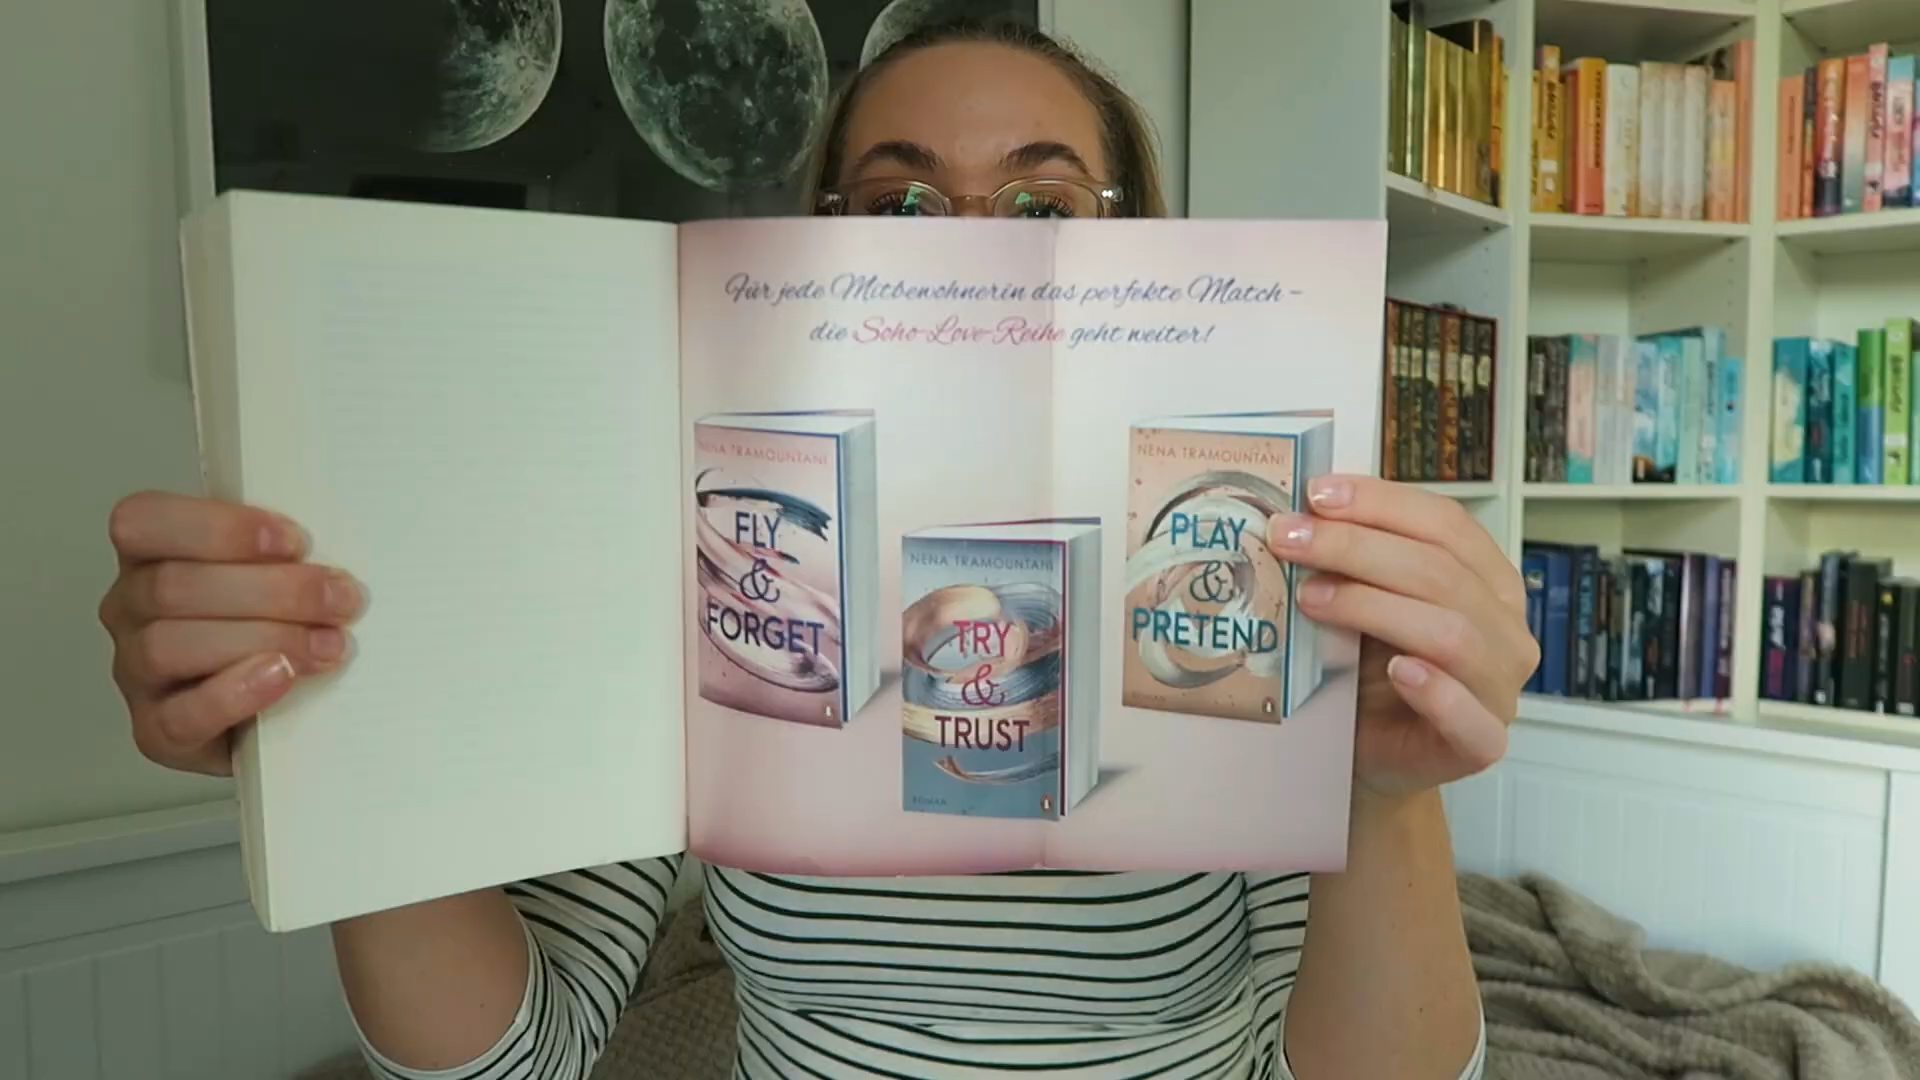 Für jede Mitbewohnerin das perfekte Match –
die Soho-Love-Reihe geht weiter!
NENA TRAMOUNTANI
FLY
&
FORGET
NENA TRAMOUNTANI
TRY
&
TRUST
ROMAN
NENA TRAMOUNTANI
PLAY
&
PRETEND
ROMAN